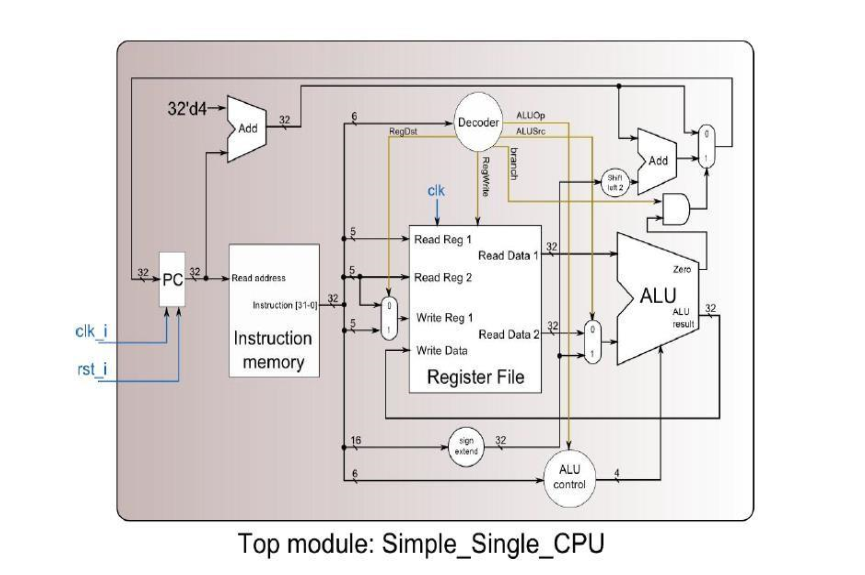 32'd4
Add
32
6
Decoder
ALUOp
RegDst
ALUSrc
0
1
Add
Shift
left 2
RegWrite
branch
clk
5
Read Reg 1
Read Data 1
32
Zero
32
PC
32
Read address
5
Read Reg 2
ALU
Instruction [31-0]
32
0
1
Write Reg 1
ALU
result
32
clk_i
Instruction
memory
5
Read Data 2
32
0
1
Write Data
rst_i
Register File
16
sign
extend
32
6
ALU
control
4
Top module: Simple_Single_CPU